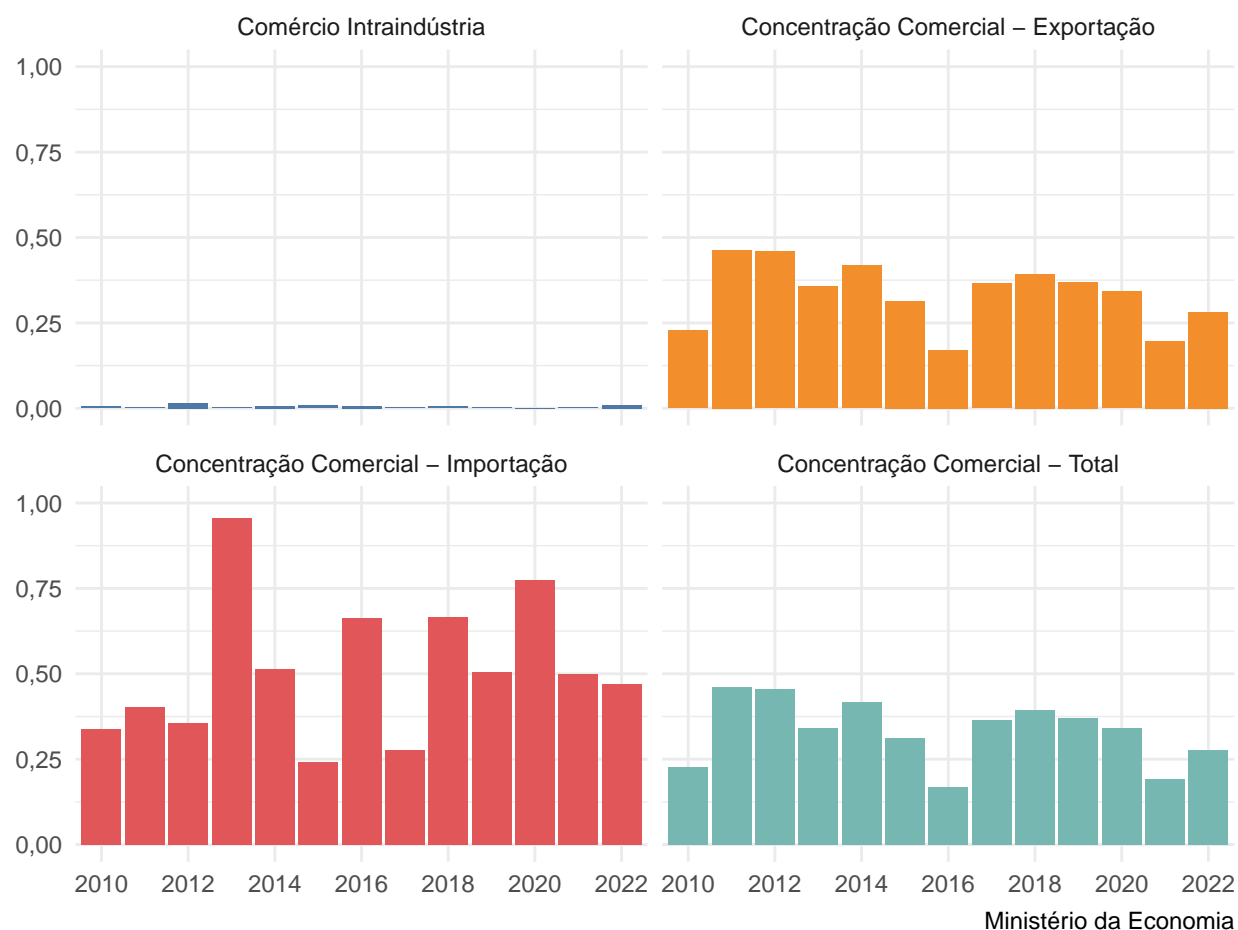 Comércio Intraindústria
Concentração Comercial – Exportação
1,00
0,75
0,50
0,25
0,00
Concentração Comercial – Importação
Concentração Comercial – Total
1,00
0,75
0,50
0,25
0,00
2010 2012 2014 2016 2018 2020 2022
2010 2012 2014 2016 2018 2020 2022
Ministério da Economia